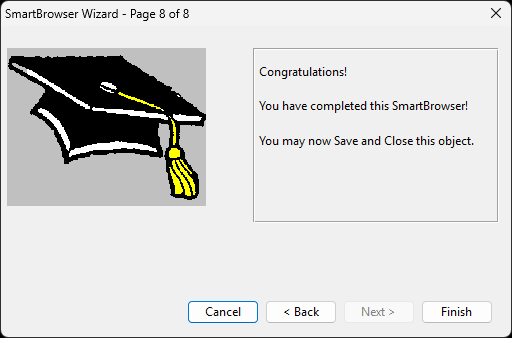 SmartBrowser Wizard - Page 8 of 8
Congratulations!
You have completed this SmartBrowser!
You may now Save and Close this object.
Cancel
< Back
Next >
Finish